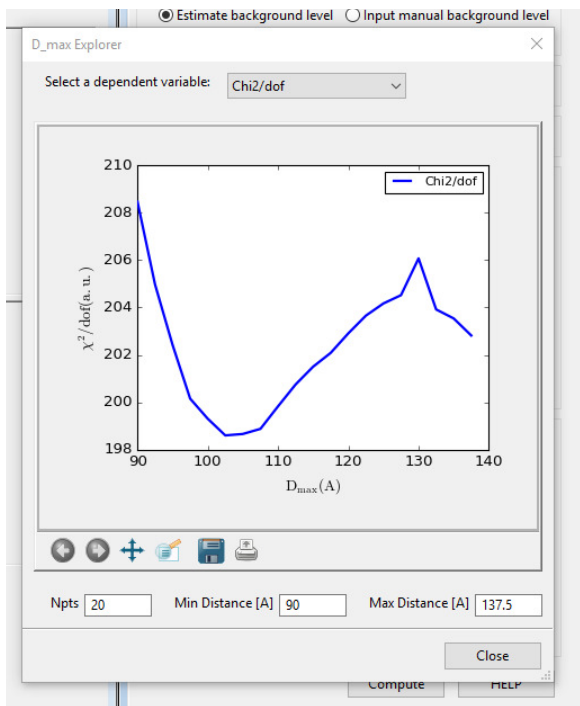 Estimate background level Input manual background level
D_max Explorer
Select a dependent variable: Chi2/dof
210
208
206
204
202
200
198
χ²/dof(a. u. )
Chi2/dof
90 100 110 120 130 140
D_max(A)
Npts 20 Min Distance [A] 90 Max Distance [A] 137.5
Close
Compute HELP